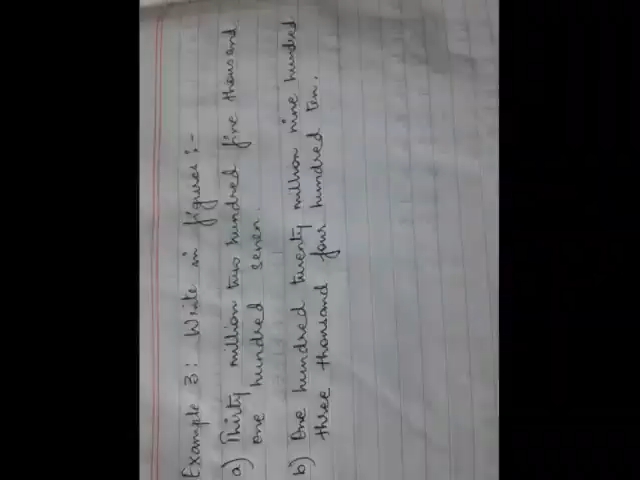 Example 3: Write in figures :-
a) Thirty million two hundred five thousand
one hundred seven.
b) One hundred twenty million nine hundred
three thousand four hundred ten.